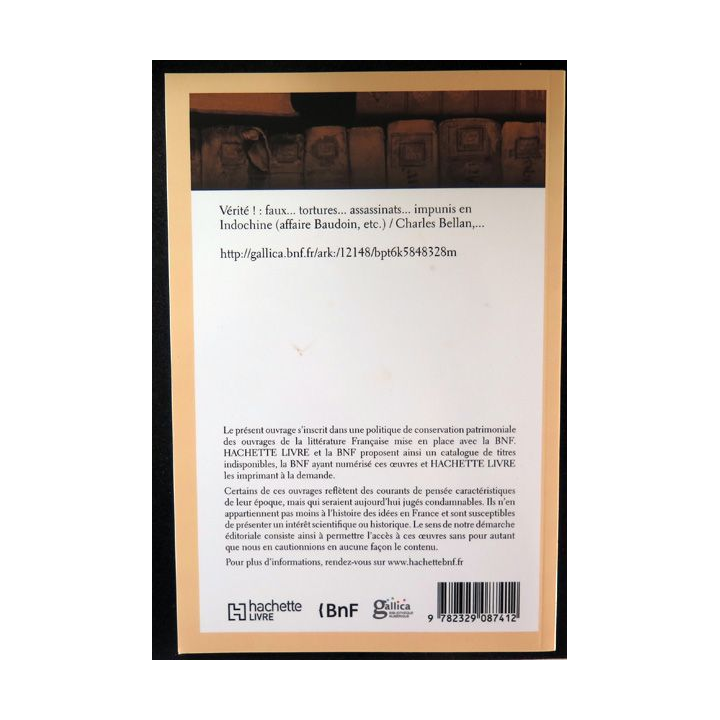 Vérité ! : faux... tortures... assassinats... impunis en
Indochine (affaire Baudoin, etc.) / Charles Bellan,...
http://gallica.bnf.fr/ark:/12148/bpt6k5848328m
Le présent ouvrage s'inscrit dans une politique de conservation patrimoniale
des ouvrages de la littérature Française mise en place avec la BNF.
HACHETTE LIVRE et la BNF proposent ainsi un catalogue de titres
indisponibles, la BNF ayant numérisé ces œuvres et HACHETTE LIVRE
les imprimant à la demande.
Certains de ces ouvrages reflètent des courants de pensée caractéristiques
de leur époque, mais qui seraient aujourd'hui jugés condamnables. Ils n'en
appartiennent pas moins à l'histoire des idées en France et sont susceptibles
de présenter un intérêt scientifique ou historique. Le sens de notre démarche
éditoriale consiste ainsi à permettre l'accès à ces œuvres sans pour autant
que nous en cautionnions en aucune façon le contenu.
Pour plus d'informations, rendez-vous sur www.hachettebnf.fr
hachette
LIVRE
BnF
gallica
BIBLIOTHÈQUE
NUMÉRIQUE
9 782329 087412